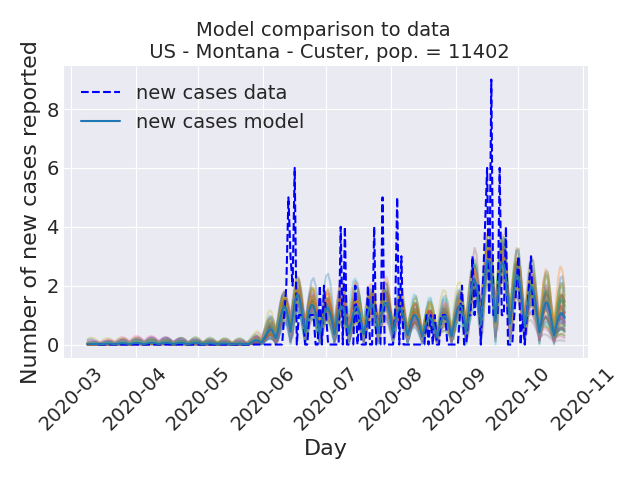 Model comparison to data
US - Montana - Custer, pop. = 11402
Number of new cases reported
new cases data
new cases model
8
6
4
2
0
2020-03
2020-04
2020-05
2020-06
2020-07
2020-08
2020-09
2020-10
2020-11
Day